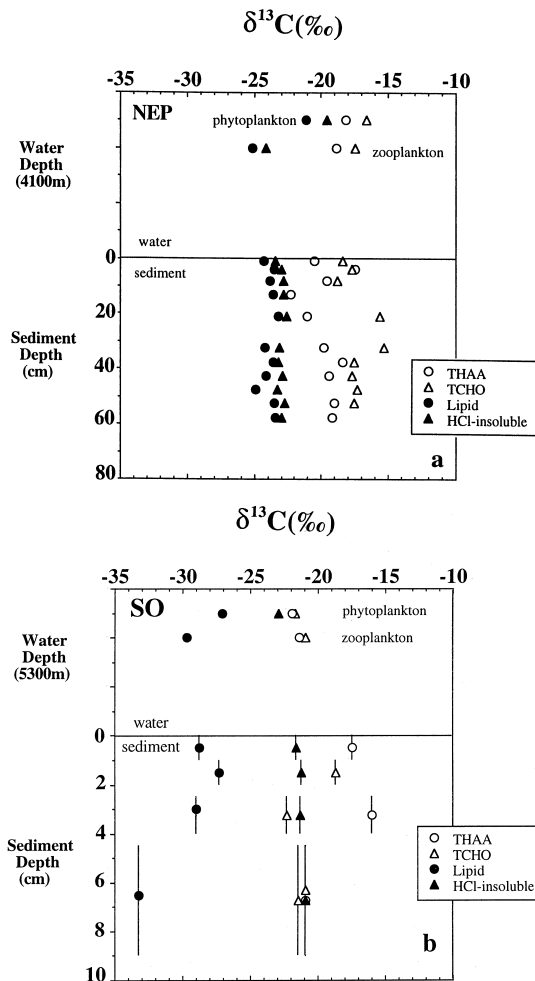 δ¹³C(‰)
-35 -30 -25 -20 -15 -10
NEP
phytoplankton
zooplankton
Water
Depth
(4100m)
water
sediment
0
20
40
60
80
Sediment
Depth
(cm)
THAA
TCHO
Lipid
HCl-insoluble
a
δ¹³C(‰)
-35 -30 -25 -20 -15 -10
SO
phytoplankton
zooplankton
Water
Depth
(5300m)
water
sediment
0
2
4
6
8
10
Sediment
Depth
(cm)
THAA
TCHO
Lipid
HCl-insoluble
b